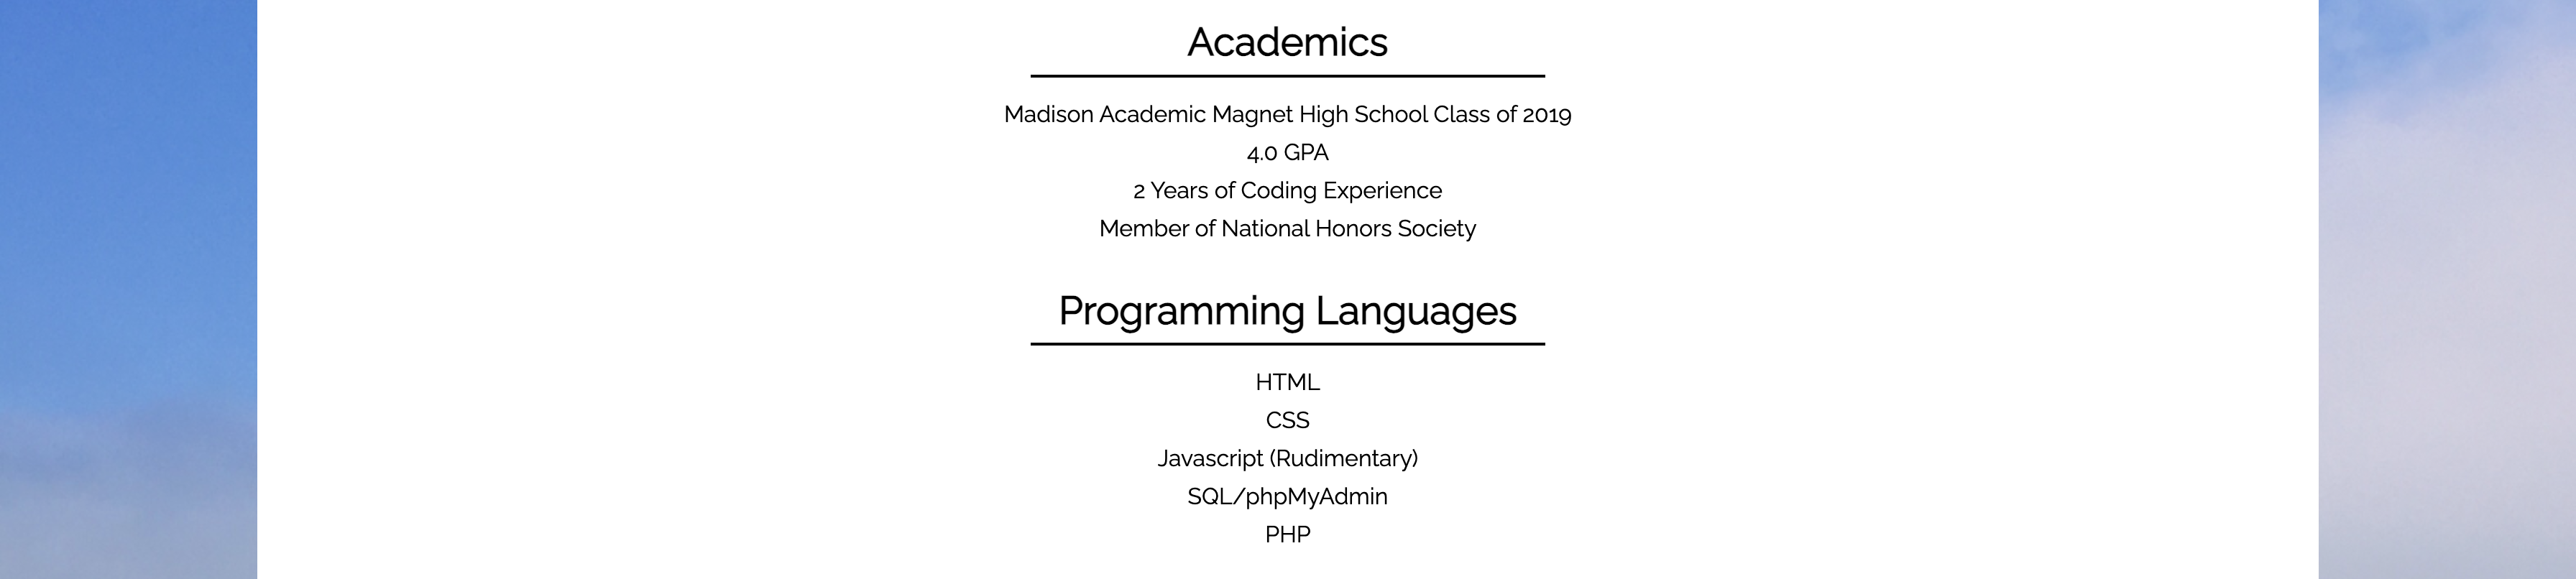 Academics
Madison Academic Magnet High School Class of 2019
4.0 GPA
2 Years of Coding Experience
Member of National Honors Society
Programming Languages
HTML
CSS
Javascript (Rudimentary)
SQL/phpMyAdmin
PHP